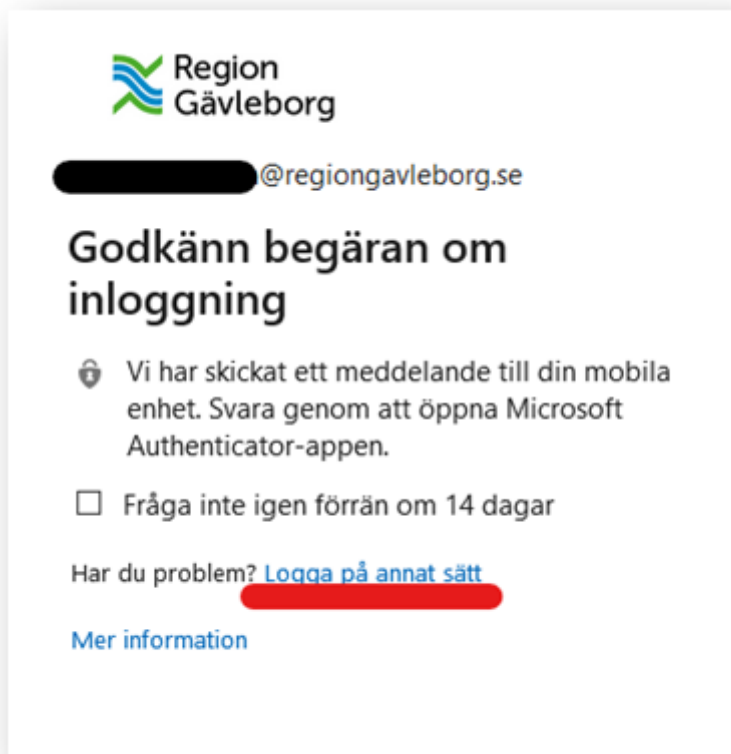 Region
Gävleborg
@regiongavleborg.se
Godkänn begäran om
inloggning
Vi har skickat ett meddelande till din mobila
enhet. Svara genom att öppna Microsoft
Authenticator-appen.
Fråga inte igen förrän om 14 dagar
Har du problem? Logga på annat sätt
Mer information